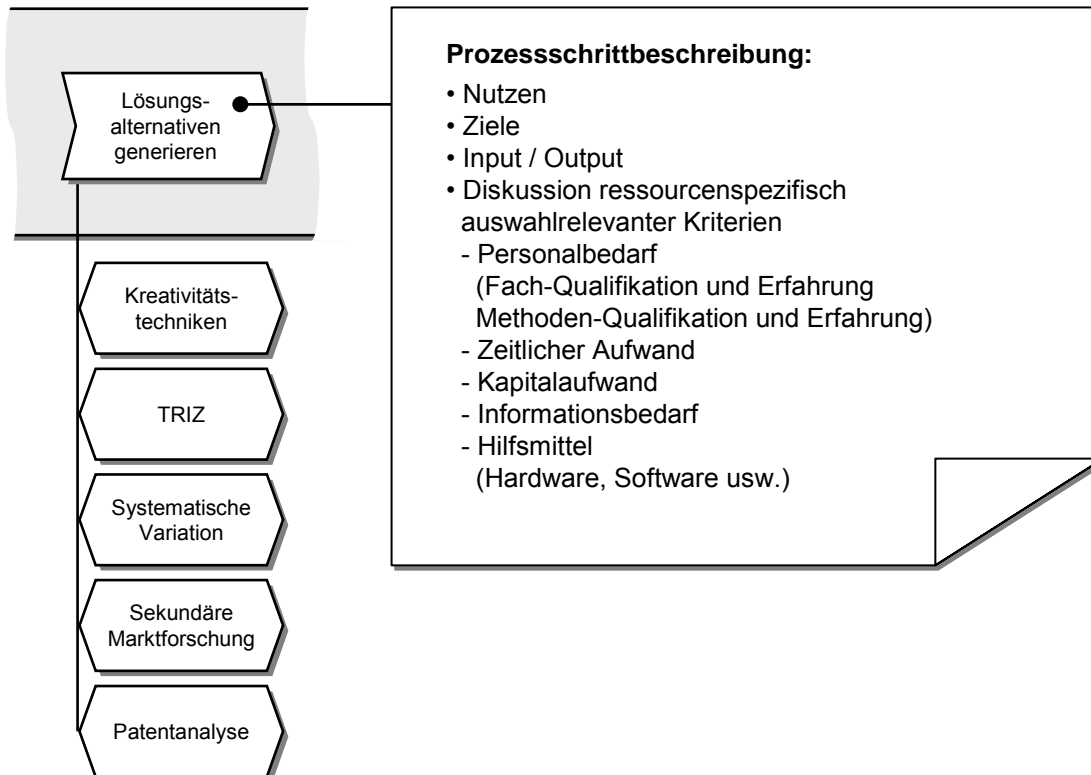 Lösungs-
alternativen
generieren
Kreativitäts-
techniken
TRIZ
Systematische
Variation
Sekundäre
Marktforschung
Patentanalyse
Prozessschrittbeschreibung:
• Nutzen
• Ziele
• Input / Output
• Diskussion ressourcenspezifisch
auswahlrelevanter Kriterien
- Personalbedarf
(Fach-Qualifikation und Erfahrung
Methoden-Qualifikation und Erfahrung)
- Zeitlicher Aufwand
- Kapitalaufwand
- Informationsbedarf
- Hilfsmittel
(Hardware, Software usw.)